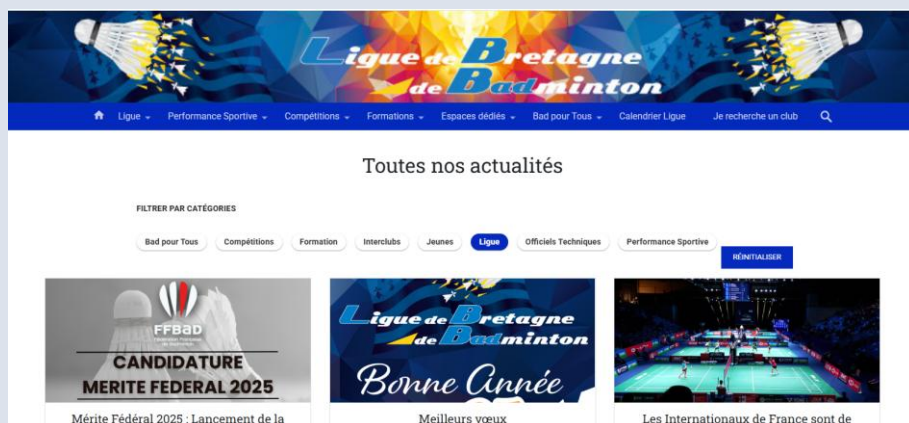 Ligue de Bretagne
de Badminton
Ligue Performance Sportive Compétitions Formations Espaces dédiés Bad pour Tous Calendrier Ligue Je recherche un club
Toutes nos actualités
FILTRER PAR CATÉGORIES
Bad pour Tous Compétitions Formation Interclubs Jeunes Ligue Officiels Techniques Performance Sportive
RÉINITIALISER
FFBaD
CANDIDATURE
MERITE FEDERAL 2025
Mérite Fédéral 2025 : Lancement de la
Ligue de Bretagne
de Badminton
Bonne Année
Meilleurs vœux
Les Internationaux de France sont de